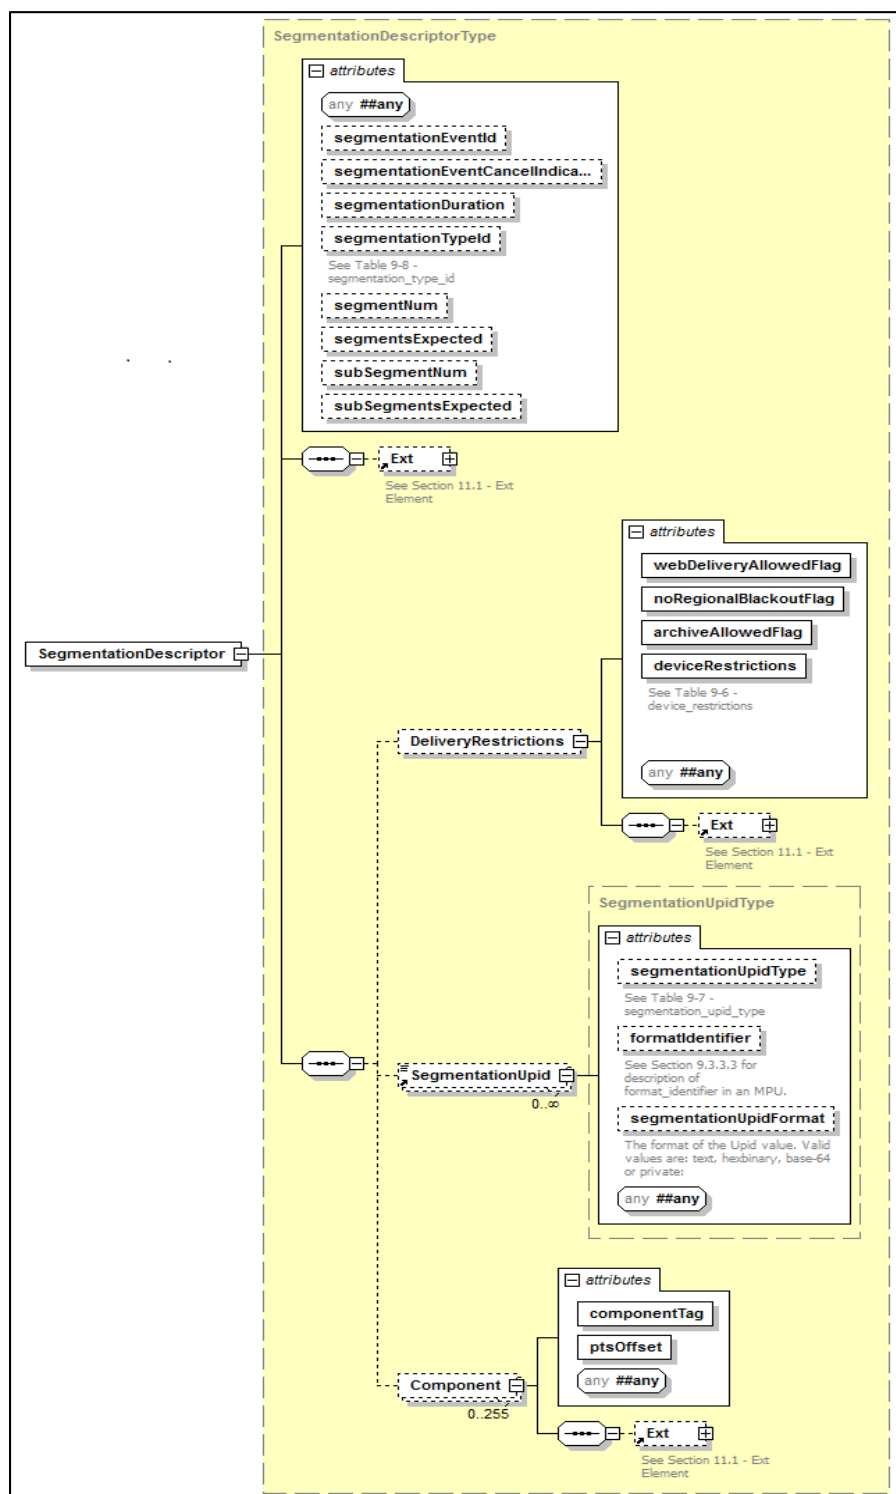 SegmentationDescriptorType
attributes
any ##any
segmentationEventId
segmentationEventCancelIndica...
segmentationDuration
segmentationTypeId
See Table 9-8 -
segmentation_type_id
segmentNum
segmentsExpected
subSegmentNum
subSegmentsExpected
Ext
See Section 11.1 - Ext
Element
SegmentationDescriptor
attributes
webDeliveryAllowedFlag
noRegionalBlackoutFlag
archiveAllowedFlag
deviceRestrictions
See Table 9-6 -
device_restrictions
any ##any
DeliveryRestrictions
Ext
See Section 11.1 - Ext
Element
SegmentationUpidType
attributes
segmentationUpidType
See Table 9-7 -
segmentation_upid_type
formatIdentifier
See Section 9.3.3.3 for
description of
format_identifier in an MPU.
segmentationUpidFormat
The format of the Upid value. Valid
values are: text, hexbinary, base-64
or private:
any ##any
SegmentationUpid
0..∞
attributes
componentTag
ptsOffset
any ##any
Component
0..255
Ext
See Section 11.1 - Ext
Element